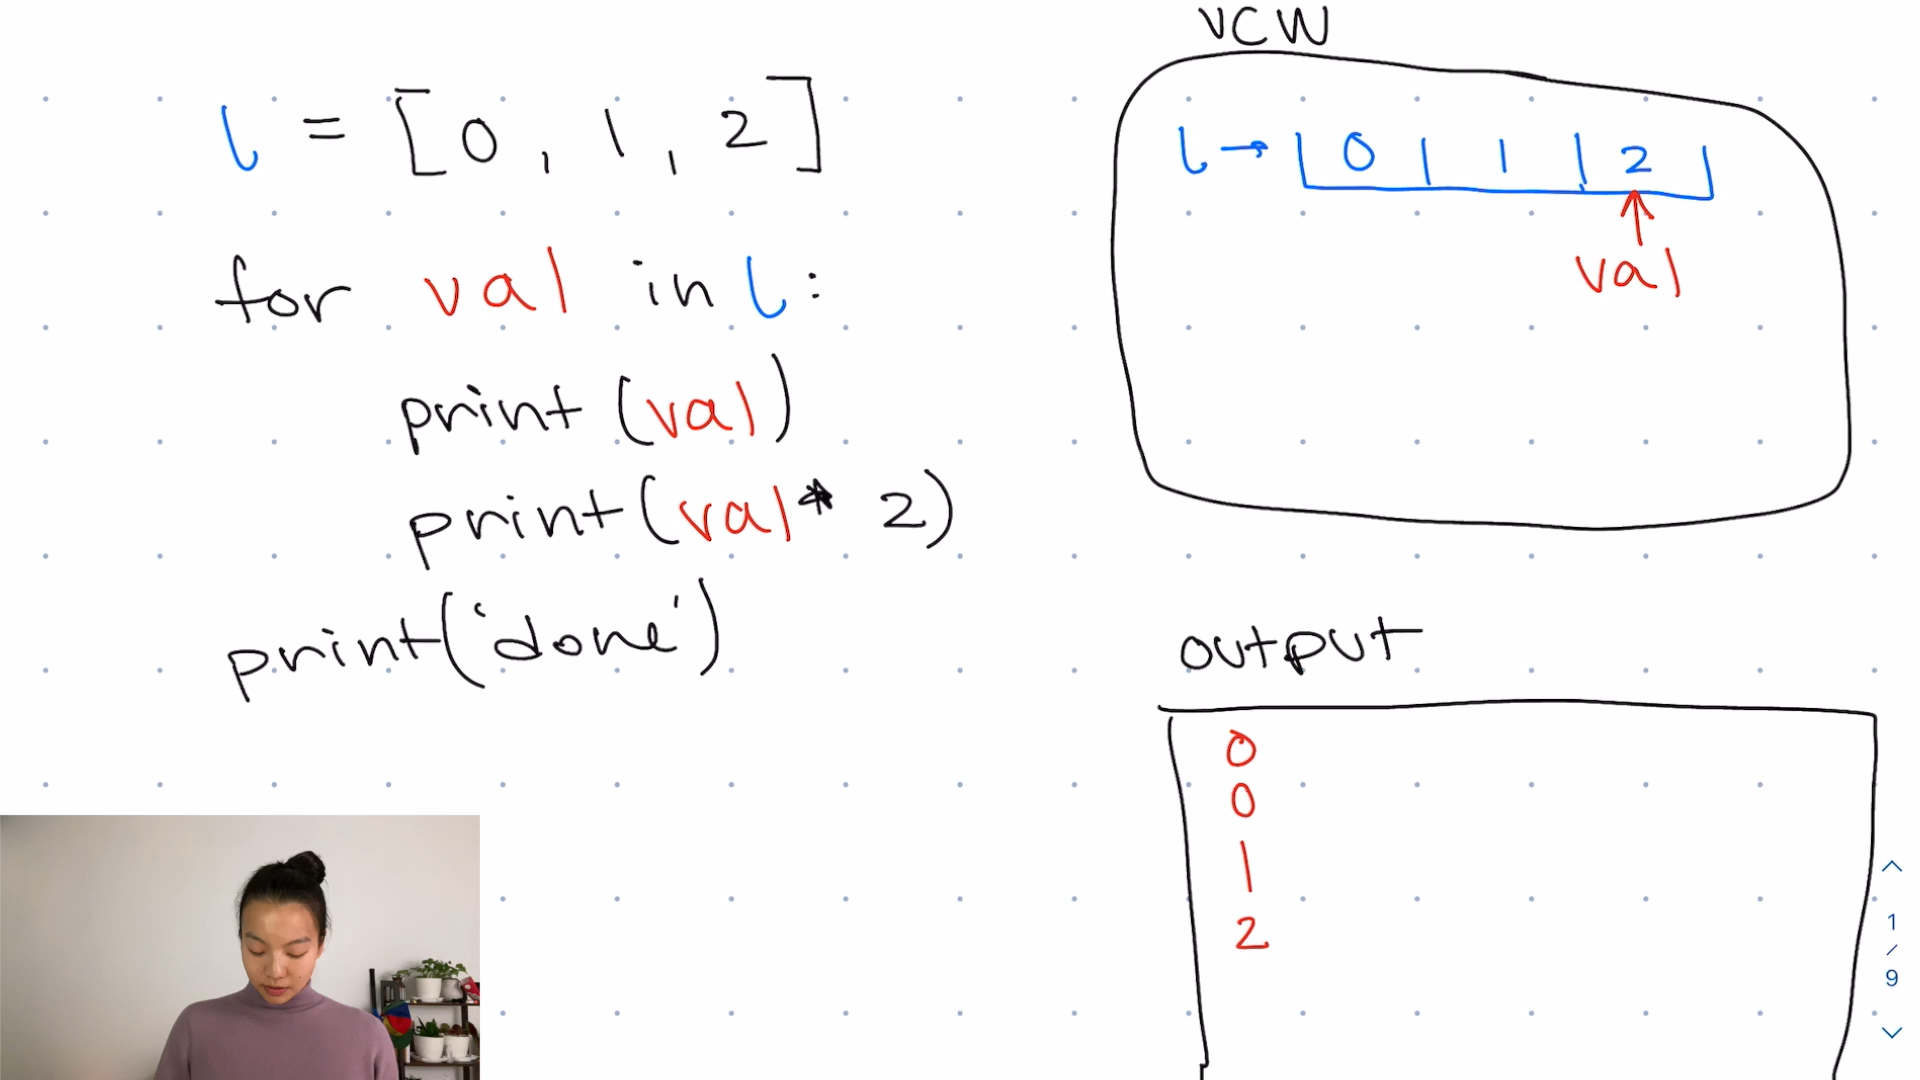 l = [0, 1, 2]
for val in l:
print (val)
print(val* 2)
print('done')
VCW
l → | 0 | 1 | 2 |
val
output
0
0
1
2
1
/
9